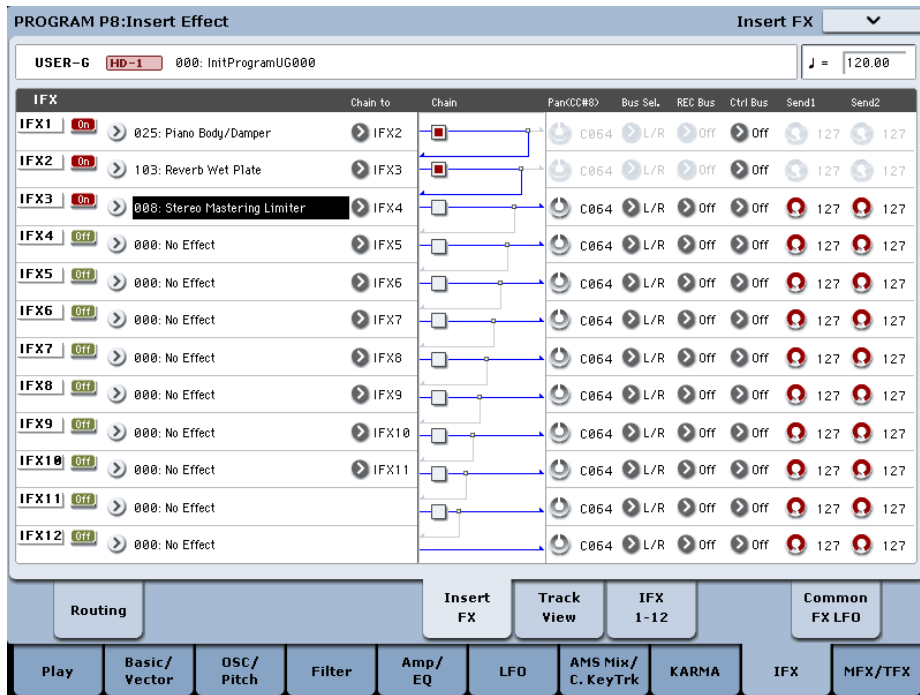 PROGRAM P8:Insert Effect Insert FX
USER-G HD-1 000: InitProgramUG000 ♩ = 120.00
IFX Chain to Chain Pan(CC#8) Bus Sel. REC Bus Ctrl Bus Send1 Send2
IFX1 On 025: Piano Body/Damper IFX2 C064 L/R Off Off 127 127
IFX2 On 103: Reverb Wet Plate IFX3 C064 L/R Off Off 127 127
IFX3 On 008: Stereo Mastering Limiter IFX4 C064 L/R Off Off 127 127
IFX4 Off 000: No Effect IFX5 C064 L/R Off Off 127 127
IFX5 Off 000: No Effect IFX6 C064 L/R Off Off 127 127
IFX6 Off 000: No Effect IFX7 C064 L/R Off Off 127 127
IFX7 Off 000: No Effect IFX8 C064 L/R Off Off 127 127
IFX8 Off 000: No Effect IFX9 C064 L/R Off Off 127 127
IFX9 Off 000: No Effect IFX10 C064 L/R Off Off 127 127
IFX10 Off 000: No Effect IFX11 C064 L/R Off Off 127 127
IFX11 Off 000: No Effect C064 L/R Off Off 127 127
IFX12 Off 000: No Effect C064 L/R Off Off 127 127
Routing Insert FX Track View IFX 1-12 Common FX LFO
Play Basic/ Vector OSC/ Pitch Filter Amp/ EQ LFO AMS Mix/ C. KeyTrk KARMA IFX MFX/TFX